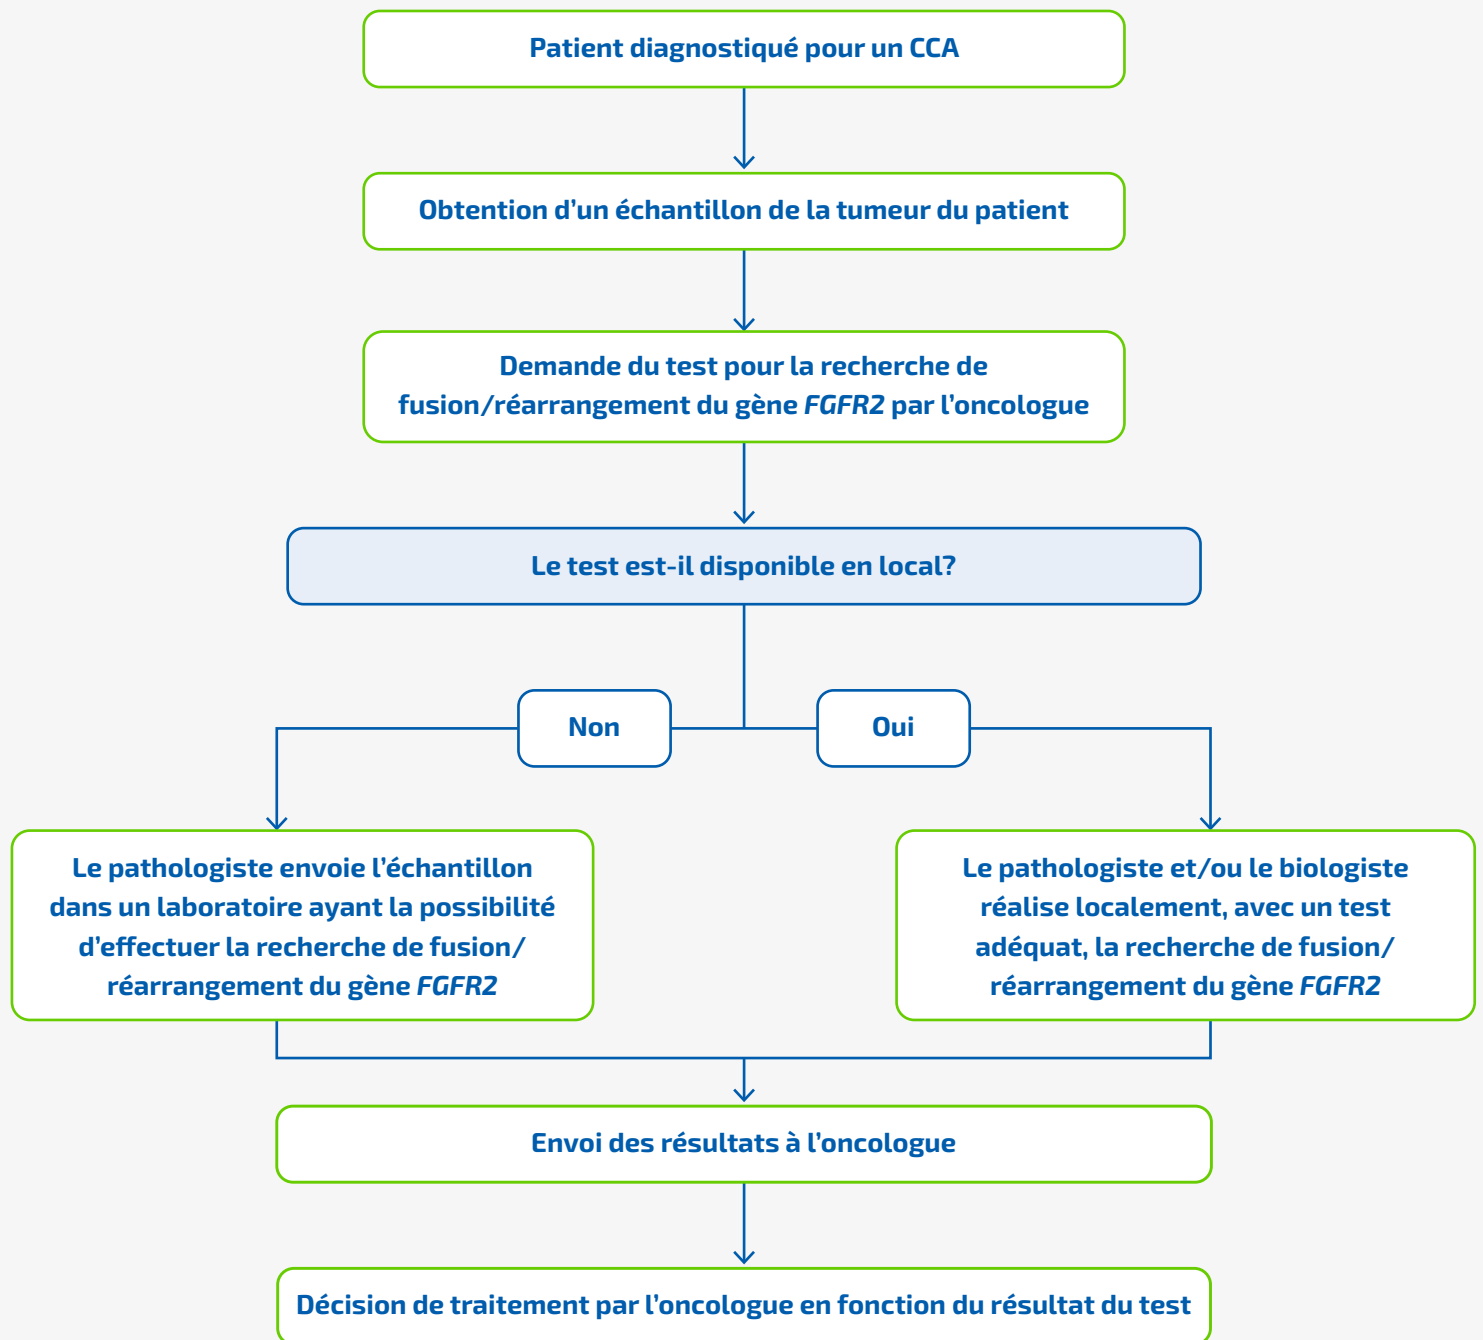 Patient diagnostiqué pour un CCA
Obtention d’un échantillon de la tumeur du patient
Demande du test pour la recherche de
fusion/réarrangement du gène FGFR2 par l’oncologue
Le test est-il disponible en local?
Non
Oui
Le pathologiste envoie l’échantillon
dans un laboratoire ayant la possibilité
d’effectuer la recherche de fusion/
réarrangement du gène FGFR2
Le pathologiste et/ou le biologiste
réalise localement, avec un test
adéquat, la recherche de fusion/
réarrangement du gène FGFR2
Envoi des résultats à l’oncologue
Décision de traitement par l’oncologue en fonction du résultat du test